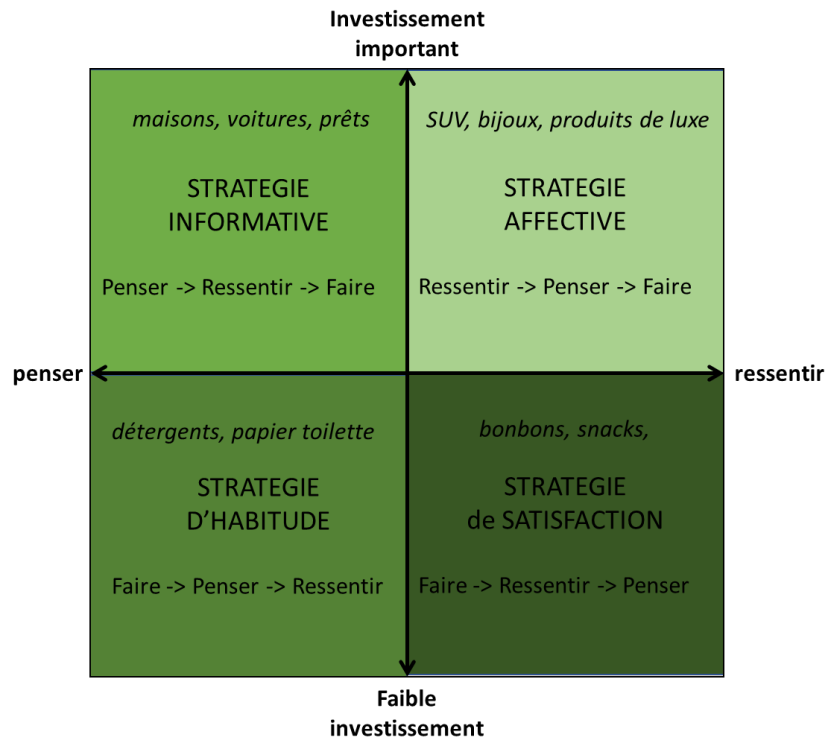 Investissement
important
maisons, voitures, prêts
STRATEGIE
INFORMATIVE
Penser -> Ressentir -> Faire
SUV, bijoux, produits de luxe
STRATEGIE
AFFECTIVE
Ressentir -> Penser -> Faire
penser
ressentir
détergents, papier toilette
STRATEGIE
D’HABITUDE
Faire -> Penser -> Ressentir
bonbons, snacks,
STRATEGIE
de SATISFACTION
Faire -> Ressentir -> Penser
Faible
investissement